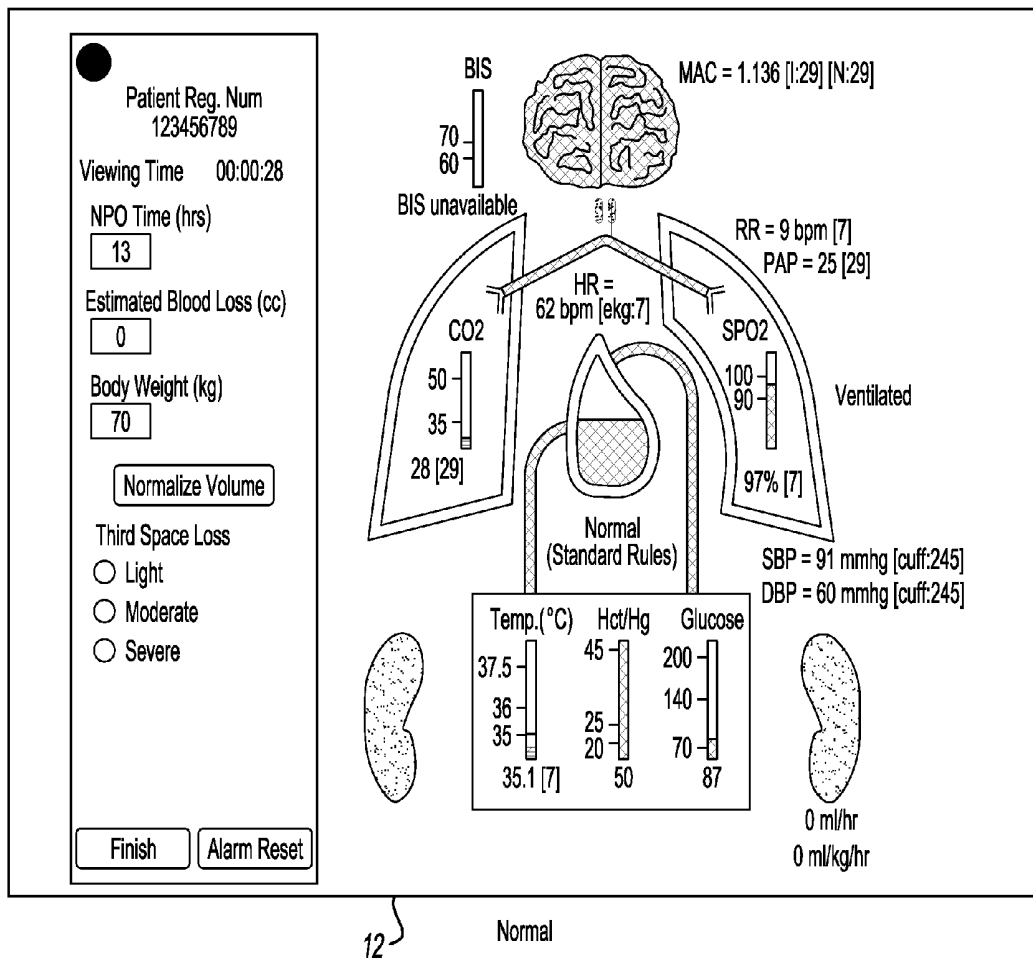 Patient Reg. Num
123456789
Viewing Time 00:00:28
NPO Time (hrs)
13
Estimated Blood Loss (cc)
0
Body Weight (kg)
70
Normalize Volume
Third Space Loss
Light
Moderate
Severe
Finish
Alarm Reset
BIS
70
60
BIS unavailable
MAC = 1.136 [I:29] [N:29]
RR = 9 bpm [7]
PAP = 25 [29]
HR =
62 bpm [ekg:7]
CO2
50
35
28 [29]
SPO2
100
90
97% [7]
Ventilated
Normal
(Standard Rules)
SBP = 91 mmhg [cuff:245]
DBP = 60 mmhg [cuff:245]
Temp.(°C)
37.5
36
35
35.1 [7]
Hct/Hg
45
25
20
50
Glucose
200
140
70
87
0 ml/hr
0 ml/kg/hr
12
Normal